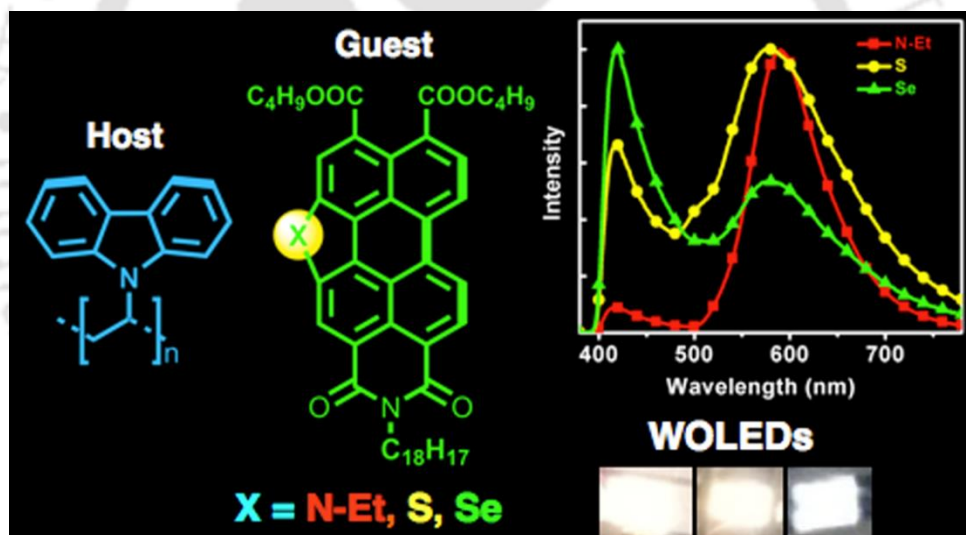 Host
N
n
Guest
C₄H₉OOC COOC₄H₉
X
O N O
C₁₈H₁₇
X = N-Et, S, Se
N-Et
S
Se
Intensity
400 500 600 700
Wavelength (nm)
WOLEDs